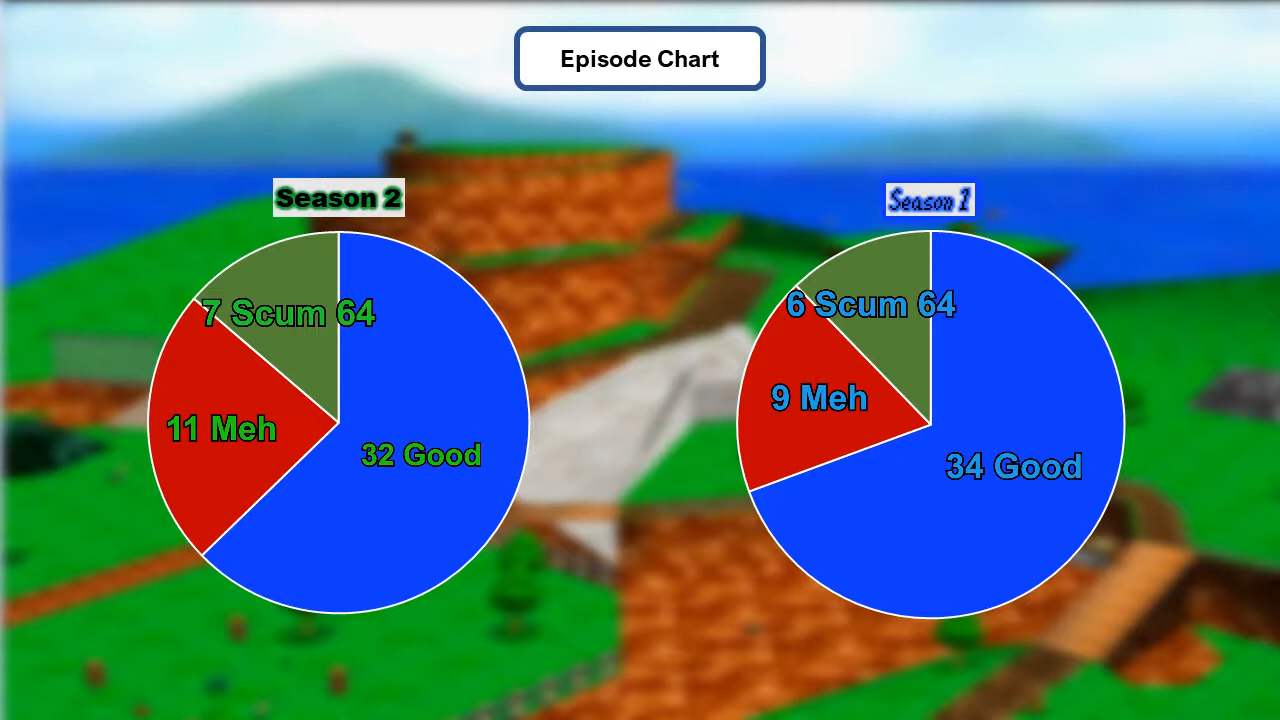 Episode Chart
Season 2
Season 1
7 Scum 64
11 Meh
32 Good
6 Scum 64
9 Meh
34 Good